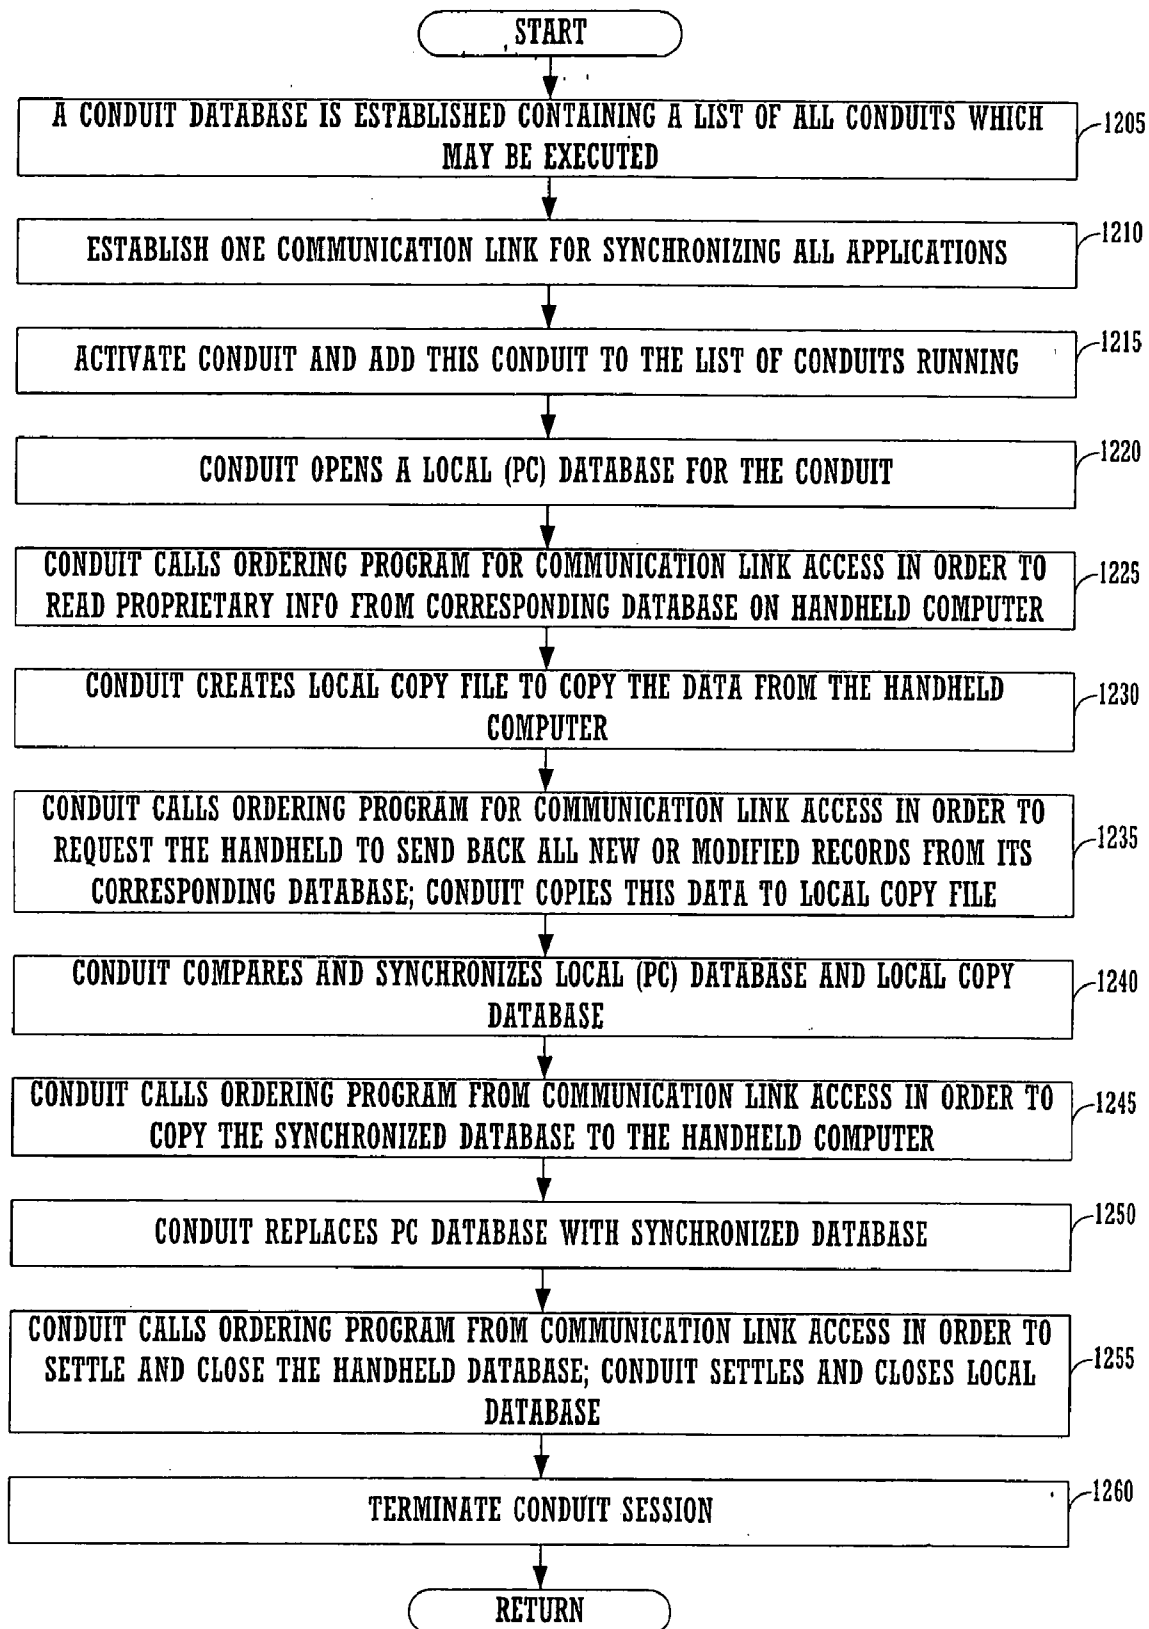 START
A CONDUIT DATABASE IS ESTABLISHED CONTAINING A LIST OF ALL CONDUITS WHICH
MAY BE EXECUTED
1205
ESTABLISH ONE COMMUNICATION LINK FOR SYNCHRONIZING ALL APPLICATIONS
1210
ACTIVATE CONDUIT AND ADD THIS CONDUIT TO THE LIST OF CONDUITS RUNNING
1215
CONDUIT OPENS A LOCAL (PC) DATABASE FOR THE CONDUIT
1220
CONDUIT CALLS ORDERING PROGRAM FOR COMMUNICATION LINK ACCESS IN ORDER TO
READ PROPRIETARY INFO FROM CORRESPONDING DATABASE ON HANDHELD COMPUTER
1225
CONDUIT CREATES LOCAL COPY FILE TO COPY THE DATA FROM THE HANDHELD
COMPUTER
1230
CONDUIT CALLS ORDERING PROGRAM FOR COMMUNICATION LINK ACCESS IN ORDER TO
REQUEST THE HANDHELD TO SEND BACK ALL NEW OR MODIFIED RECORDS FROM ITS
CORRESPONDING DATABASE; CONDUIT COPIES THIS DATA TO LOCAL COPY FILE
1235
CONDUIT COMPARES AND SYNCHRONIZES LOCAL (PC) DATABASE AND LOCAL COPY
DATABASE
1240
CONDUIT CALLS ORDERING PROGRAM FROM COMMUNICATION LINK ACCESS IN ORDER TO
COPY THE SYNCHRONIZED DATABASE TO THE HANDHELD COMPUTER
1245
CONDUIT REPLACES PC DATABASE WITH SYNCHRONIZED DATABASE
1250
CONDUIT CALLS ORDERING PROGRAM FROM COMMUNICATION LINK ACCESS IN ORDER TO
SETTLE AND CLOSE THE HANDHELD DATABASE; CONDUIT SETTLES AND CLOSES LOCAL
DATABASE
1255
TERMINATE CONDUIT SESSION
1260
RETURN